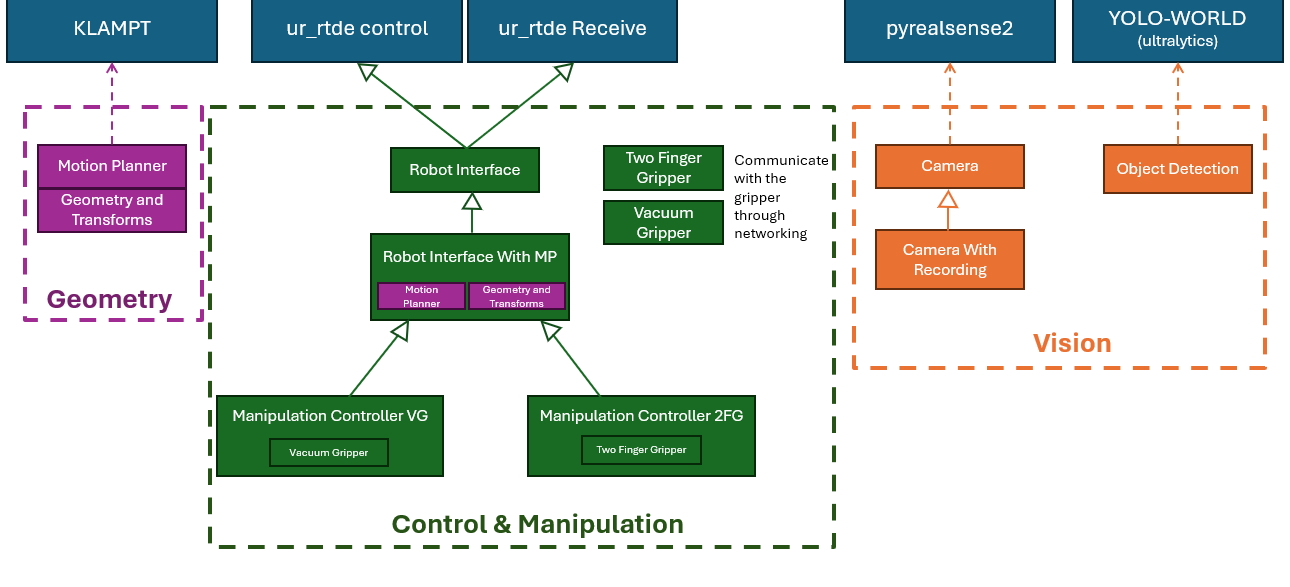 KLAMPT
ur_rtde control
ur_rtde Receive
pyrealsense2
YOLO-WORLD
(ultralytics)
Motion Planner
Geometry and
Transforms
Geometry
Robot Interface
Two Finger
Gripper
Vacuum
Gripper
Communicate
with the
gripper
through
networking
Robot Interface With MP
Motion
Planner
Geometry and
Transforms
Manipulation Controller VG
Vacuum Gripper
Manipulation Controller 2FG
Two Finger Gripper
Control & Manipulation
Camera
Object Detection
Camera With
Recording
Vision